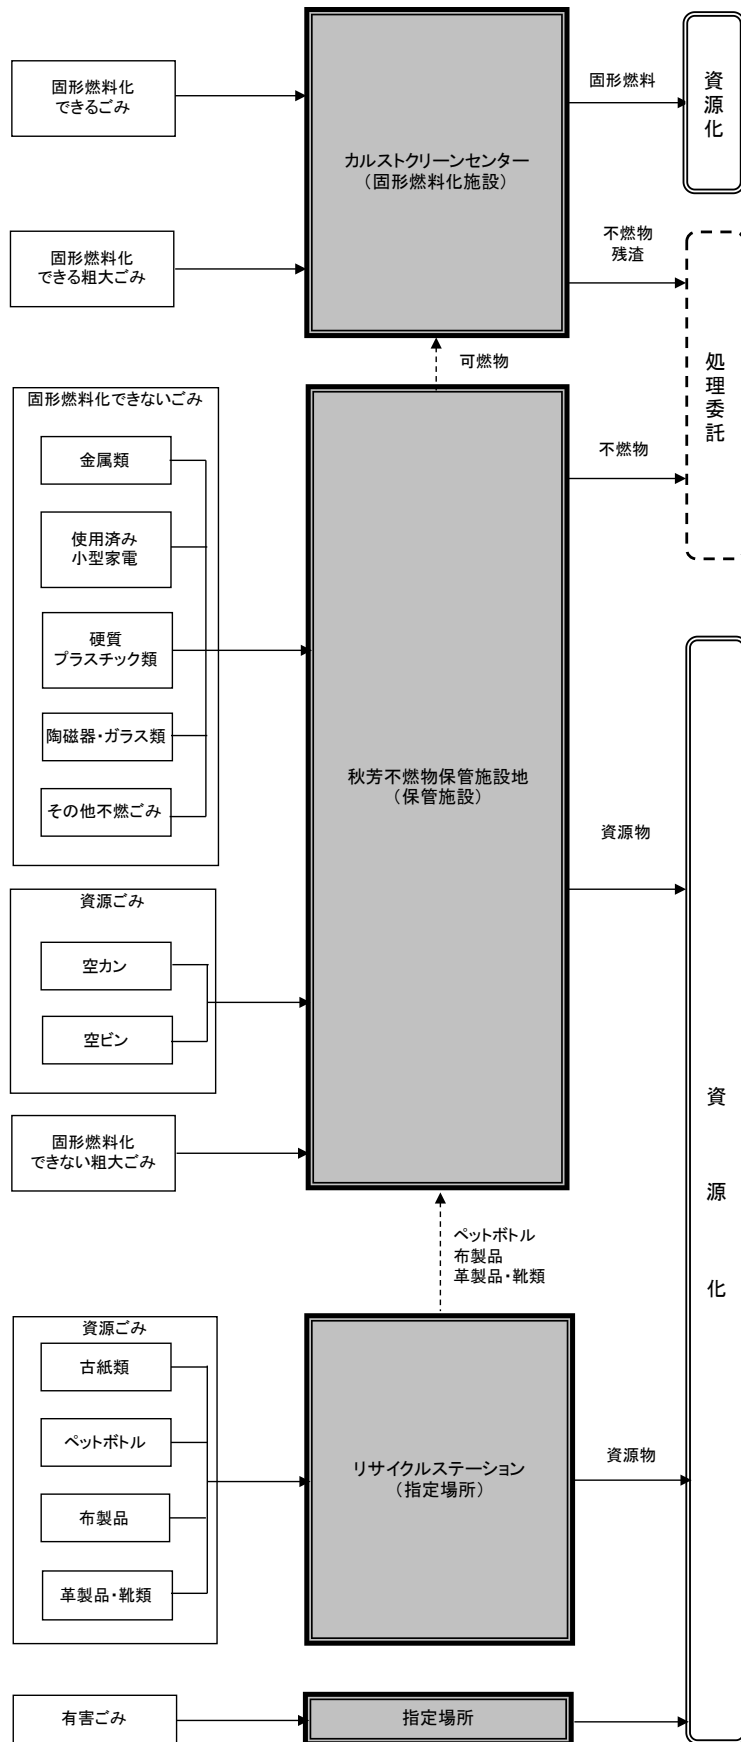 固形燃料化
できるごみ
カルストクリーンセンター
（固形燃料化施設）
固形燃料
資源化
固形燃料化
できる粗大ごみ
不燃物
残渣
可燃物
処理委託
固形燃料化できないごみ
金属類
使用済み
小型家電
硬質
プラスチック類
陶磁器・ガラス類
その他不燃ごみ
秋芳不燃物保管施設地
（保管施設）
不燃物
資源物
資源ごみ
空カン
空ビン
固形燃料化
できない粗大ごみ
資源化
ペットボトル
布製品
革製品・靴類
資源ごみ
古紙類
ペットボトル
布製品
革製品・靴類
リサイクルステーション
（指定場所）
資源物
有害ごみ
指定場所